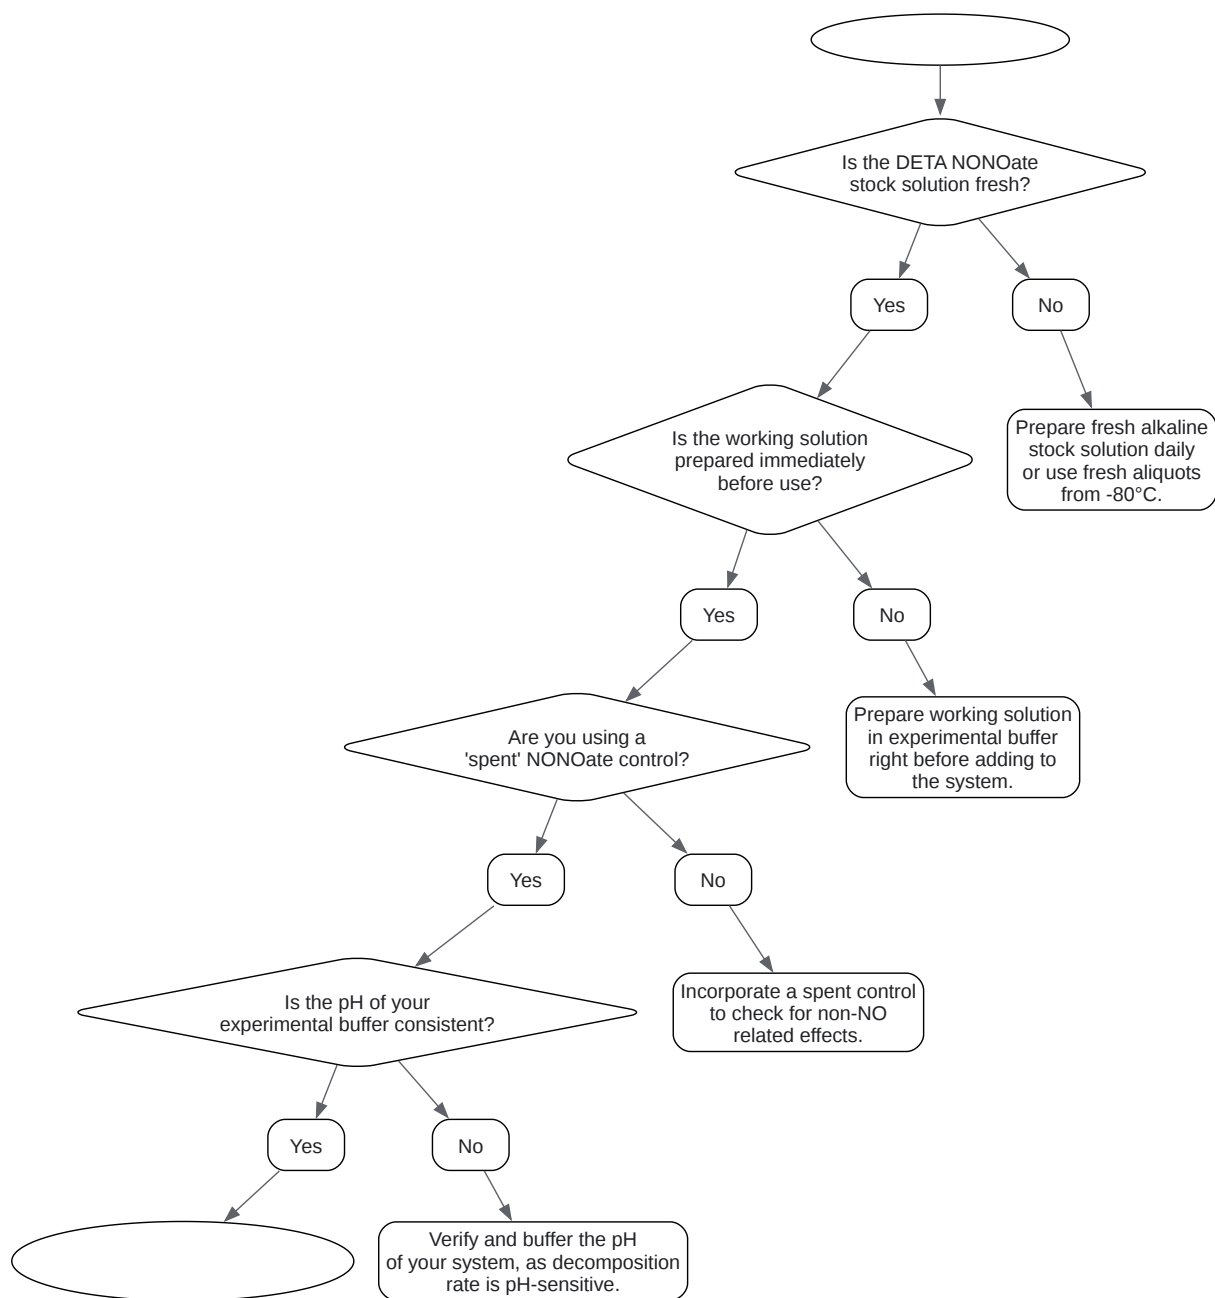 Is the DETA NONOate
stock solution fresh?
Yes
No
Prepare fresh alkaline
stock solution daily
or use fresh aliquots
from -80°C.
Is the working solution
prepared immediately
before use?
Yes
No
Prepare working solution
in experimental buffer
right before adding to
the system.
Are you using a
'spent' NONOate control?
Yes
No
Incorporate a spent control
to check for non-NO
related effects.
Is the pH of your
experimental buffer consistent?
Yes
No
Verify and buffer the pH
of your system, as decomposition
rate is pH-sensitive.